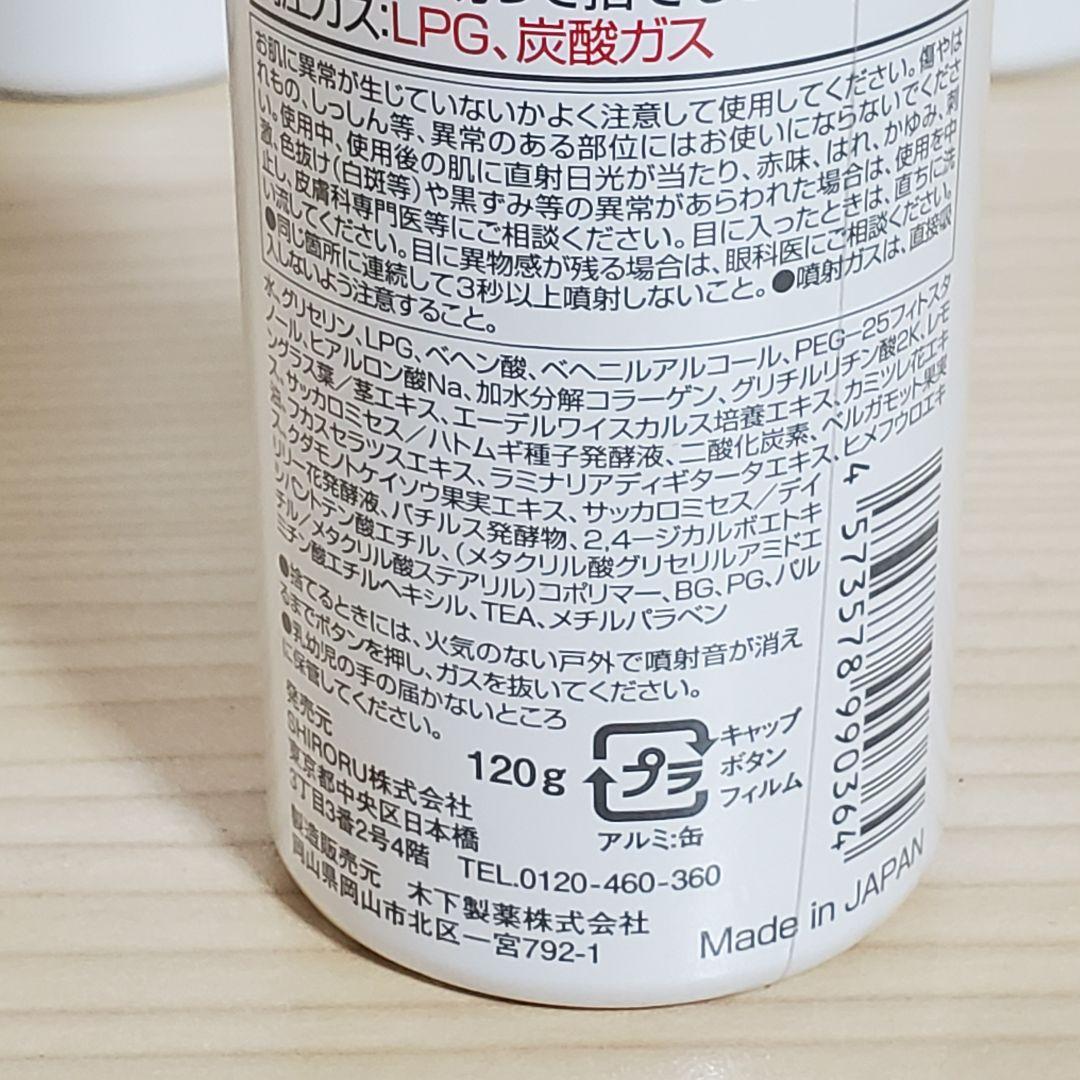 圧ガス:LPG、炭酸ガス
お肌に異常が生じていないかよく注意して使用してください。傷やは
れもの、しっしん等、異常のある部位にはお使いにならないでくださ
い。使用中、使用後の肌に直射日光が当たり、赤味、はれ、かゆみ、刺
激、色抜け(白斑等)や黒ずみ等の異常があらわれた場合は、使用を中
止し、皮膚科専門医等にご相談ください。目に入ったときは、直ちに洗
い流してください。目に異物感が残る場合は、眼科医にご相談ください。
●同じ箇所に連続して3秒以上噴射しないこと。●噴射ガスは、直接吸
入しないよう注意すること。
水、グリセリン、LPG、ベヘン酸、ベヘニルアルコール、PEG-25フィトスタ
ノール、ヒアルロン酸Na、加水分解コラーゲン、グリチルリチン酸2K、レモ
ングラス葉/茎エキス、エーデルワイスカルス培養エキス、カミツレ花エキ
ス、サッカロミセス/ハトムギ種子発酵液、二酸化炭素、ベルガモット果実
油、フカスセラツスエキス、ラミナリアディギタータエキス、ヒメフウロエキ
ス、クダモノトケイソウ果実エキス、サッカロミセス/デイ
リリー花発酵液、バチルス発酵物、2,4-ジカルボエトキ
シパントテン酸エチル、(メタクリル酸グリセリルアミドエ
チル/メタクリル酸ステアリル)コポリマー、BG、PG、パル
ミチン酸エチルヘキシル、TEA、メチルパラベン
●捨てるときには、火気のない戸外で噴射音が消え
るまでボタンを押し、ガスを抜いてください。
●乳幼児の手の届かないところ
に保管してください。
発売元
SHIRORU株式会社
東京都中央区日本橋
3丁目3番2号4階
TEL.0120-460-360
製造販売元 木下製薬株式会社
岡山県岡山市北区一宮792-1
120g
プラ
キャップ
ボタン
フィルム
アルミ:缶
4 573578 990364
Made in JAPAN